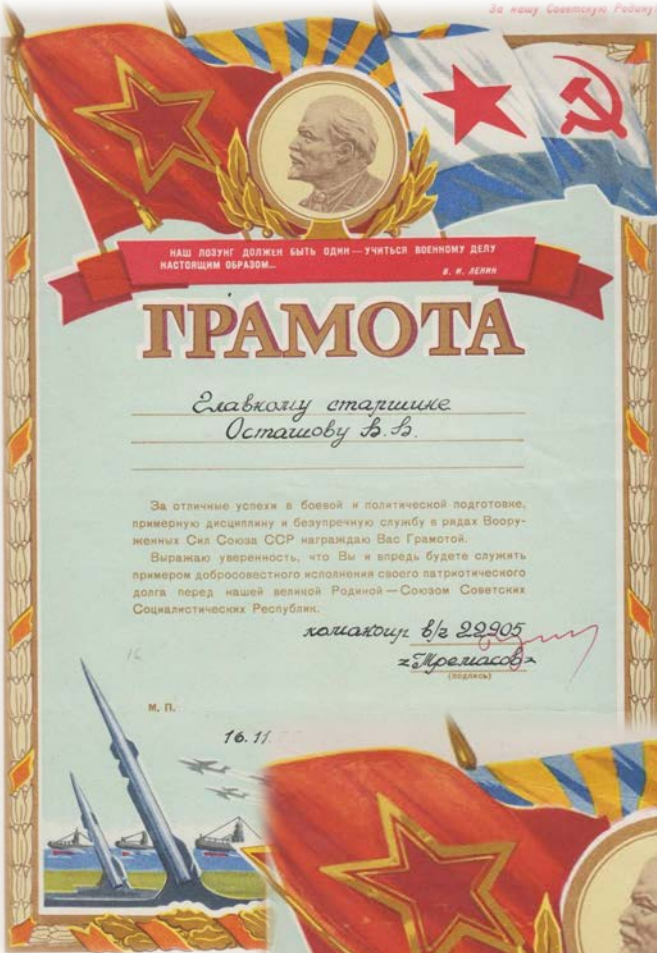 За нашу Советскую Родину!
НАШ ЛОЗУНГ ДОЛЖЕН БЫТЬ ОДИН — УЧИТЬСЯ ВОЕННОМУ ДЕЛУ
НАСТОЯЩИМ ОБРАЗОМ...
В. И. ЛЕНИН
ГРАМОТА
Главному старшине
Осташову В. В.
За отличные успехи в боевой и политической подготовке,
примерную дисциплину и безупречную службу в рядах Воору-
женных Сил Союза ССР награждаю Вас Грамотой.
Выражаю уверенность, что Вы и впредь будете служить
примером добросовестного исполнения своего патриотического
долга перед нашей великой Родиной — Союзом Советских
Социалистических Республик.
командир в/ч 22905
«Тремасов»
(подпись)
М. П.
16.11.